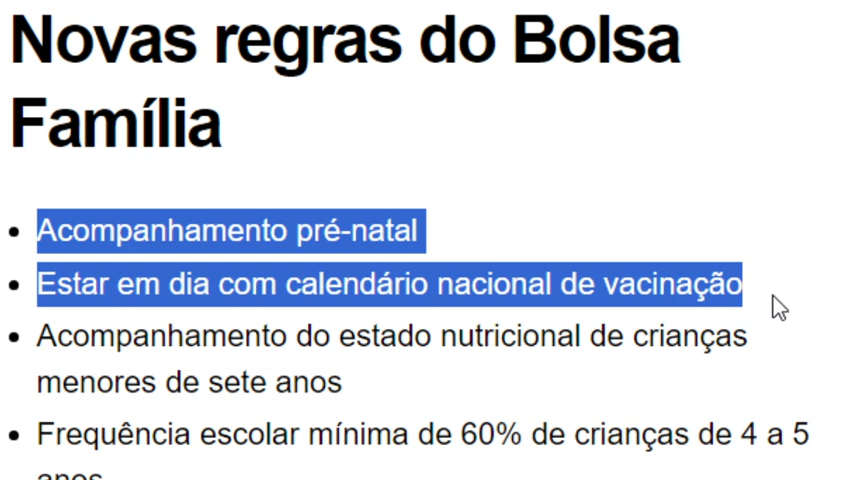 Novas regras do Bolsa
Família
Acompanhamento pré-natal
Estar em dia com calendário nacional de vacinação
Acompanhamento do estado nutricional de crianças
menores de sete anos
Frequência escolar mínima de 60% de crianças de 4 a 5
anos